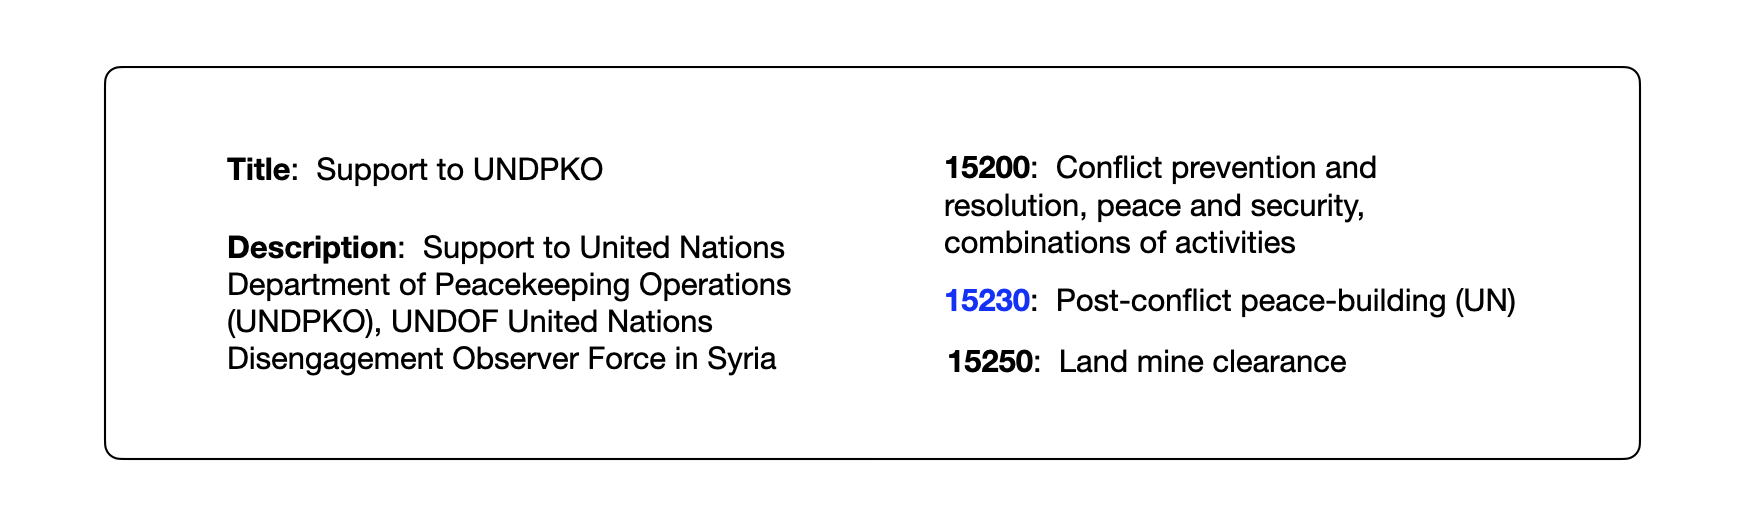 Title: Support to UNDPKO
Description: Support to United Nations
Department of Peacekeeping Operations
(UNDPKO), UNDOF United Nations
Disengagement Observer Force in Syria
15200: Conflict prevention and
resolution, peace and security,
combinations of activities
15230: Post-conflict peace-building (UN)
15250: Land mine clearance